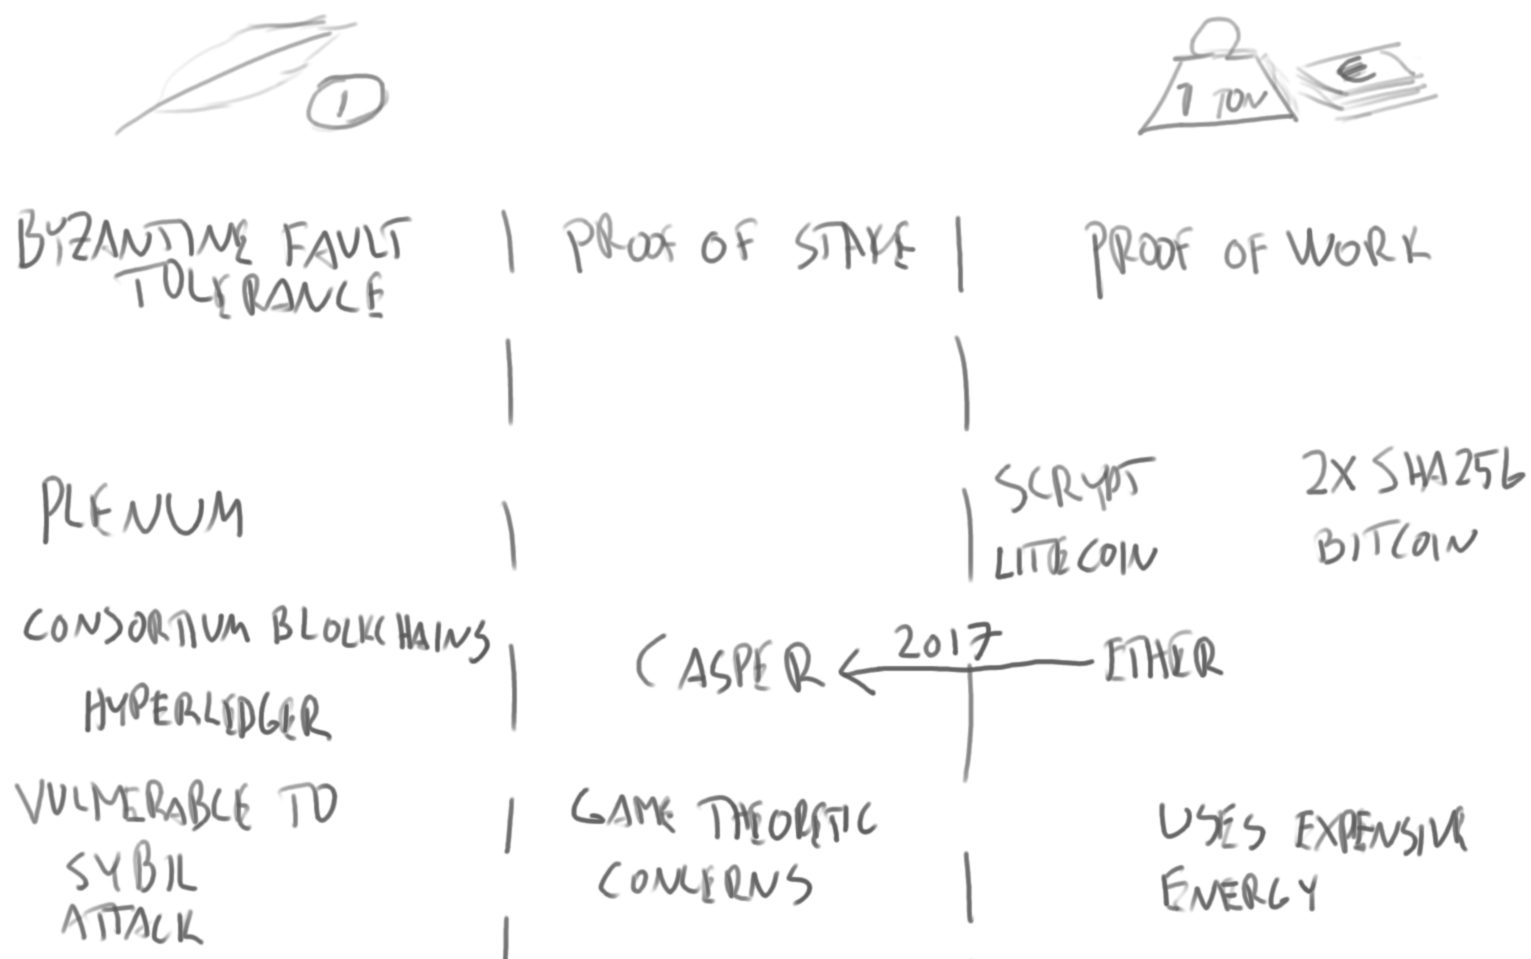 1
1 TON
€
BYZANTINE FAULT
TOLERANCE
PROOF OF STAKE
PROOF OF WORK
PLENUM
SCRYPT
LITECOIN
2X SHA256
BITCOIN
CONSORTIUM BLOCKCHAINS
HYPERLEDGER
CASPER
2017
ETHER
VULNERABLE TO
SYBIL
ATTACK
GAME THEORETIC
CONCERNS
USES EXPENSIVE
ENERGY